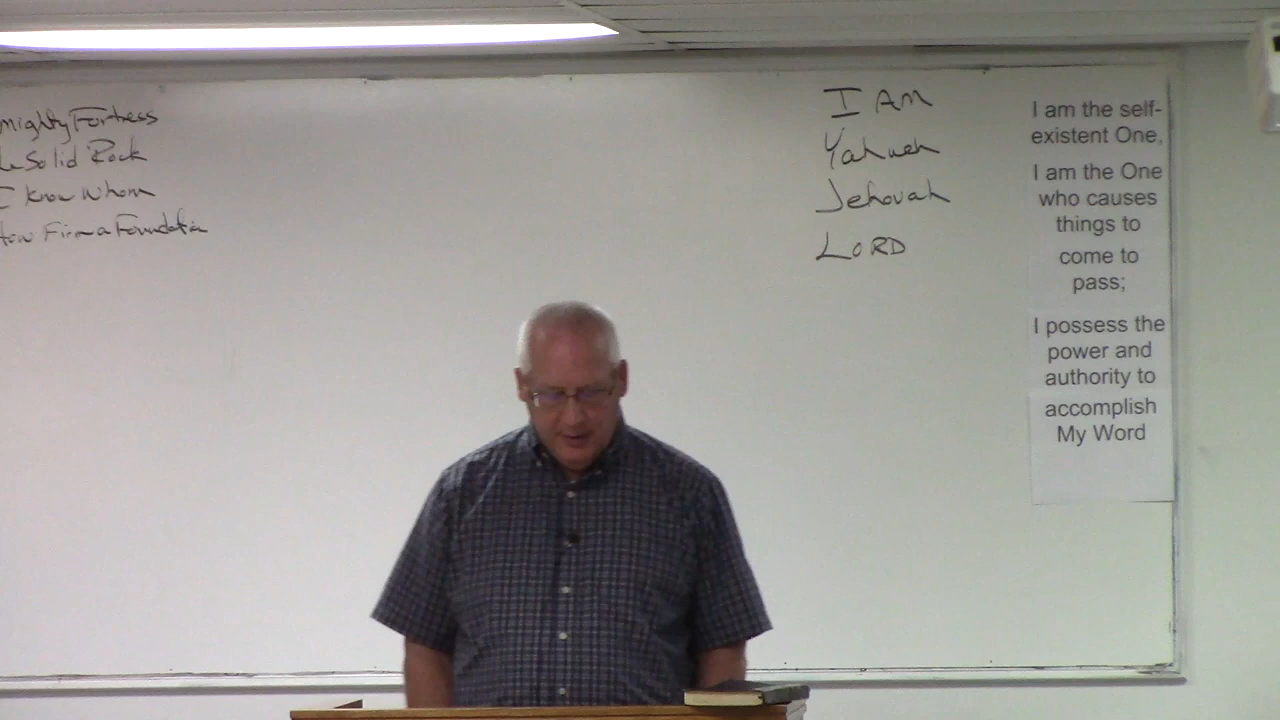 Mighty Fortress
Solid Rock
I Know Whom
How Firm a Foundation
I AM
Yahweh
Jehovah
LORD
I am the self-
existent One,
I am the One
who causes
things to
come to
pass;
I possess the
power and
authority to
accomplish
My Word